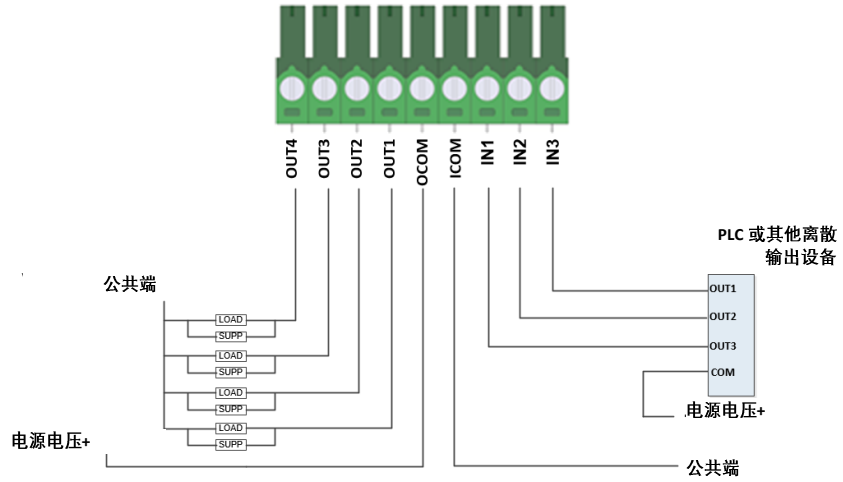 OUT4
OUT3
OUT2
OUT1
OCOM
ICOM
IN1
IN2
IN3
PLC 或其他离散
输出设备
公共端
OUT1
OUT2
OUT3
COM
LOAD
SUPP
LOAD
SUPP
LOAD
SUPP
LOAD
SUPP
电源电压+
电源电压+
公共端